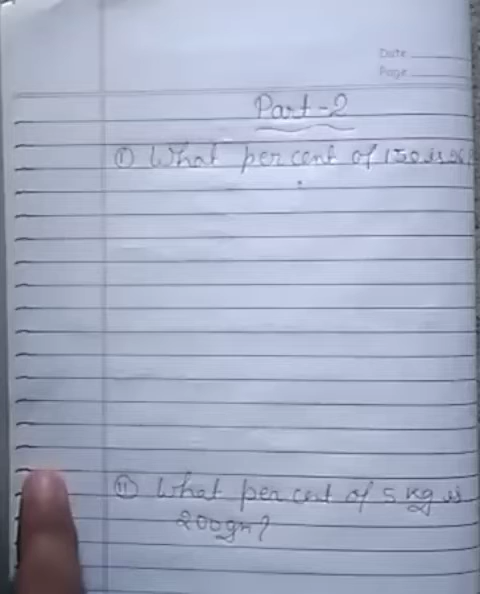 Date
Page
Part-2
① What per cent of 150 is 96?
⑪ What per cent of 5 kg is
200gm?